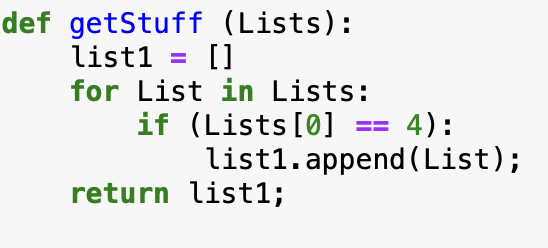 def getStuff (Lists):
    list1 = []
    for List in Lists:
        if (Lists[0] == 4):
            list1.append(List);
    return list1;